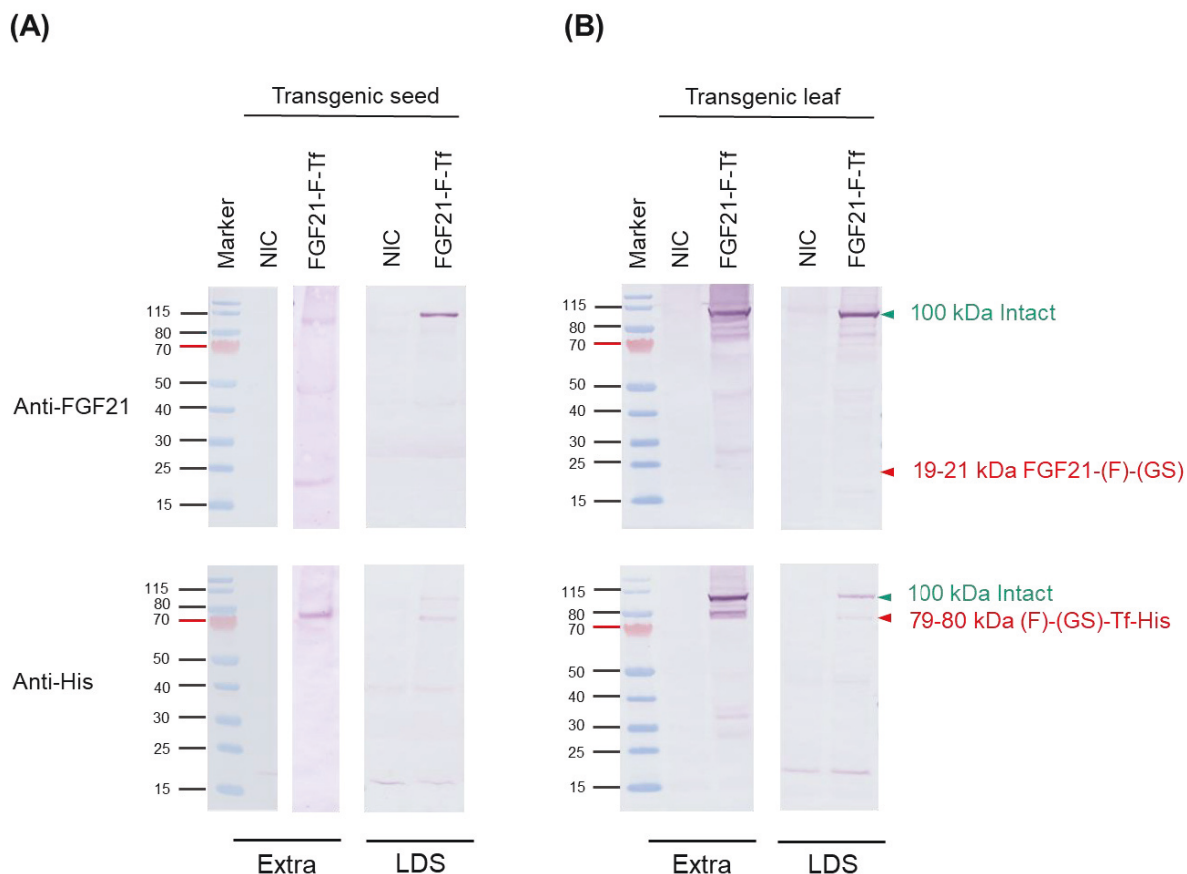 (A)
(B)
Transgenic seed
Transgenic leaf
Marker
NIC
FGF21-F-Tf
NIC
FGF21-F-Tf
Marker
NIC
FGF21-F-Tf
NIC
FGF21-F-Tf
Anti-FGF21
115
80
70
50
40
30
25
15
115
80
70
50
40
30
25
15
100 kDa Intact
19-21 kDa FGF21-(F)-(GS)
Anti-His
115
80
70
50
40
30
25
15
115
80
70
50
40
30
25
15
100 kDa Intact
79-80 kDa (F)-(GS)-Tf-His
Extra
LDS
Extra
LDS